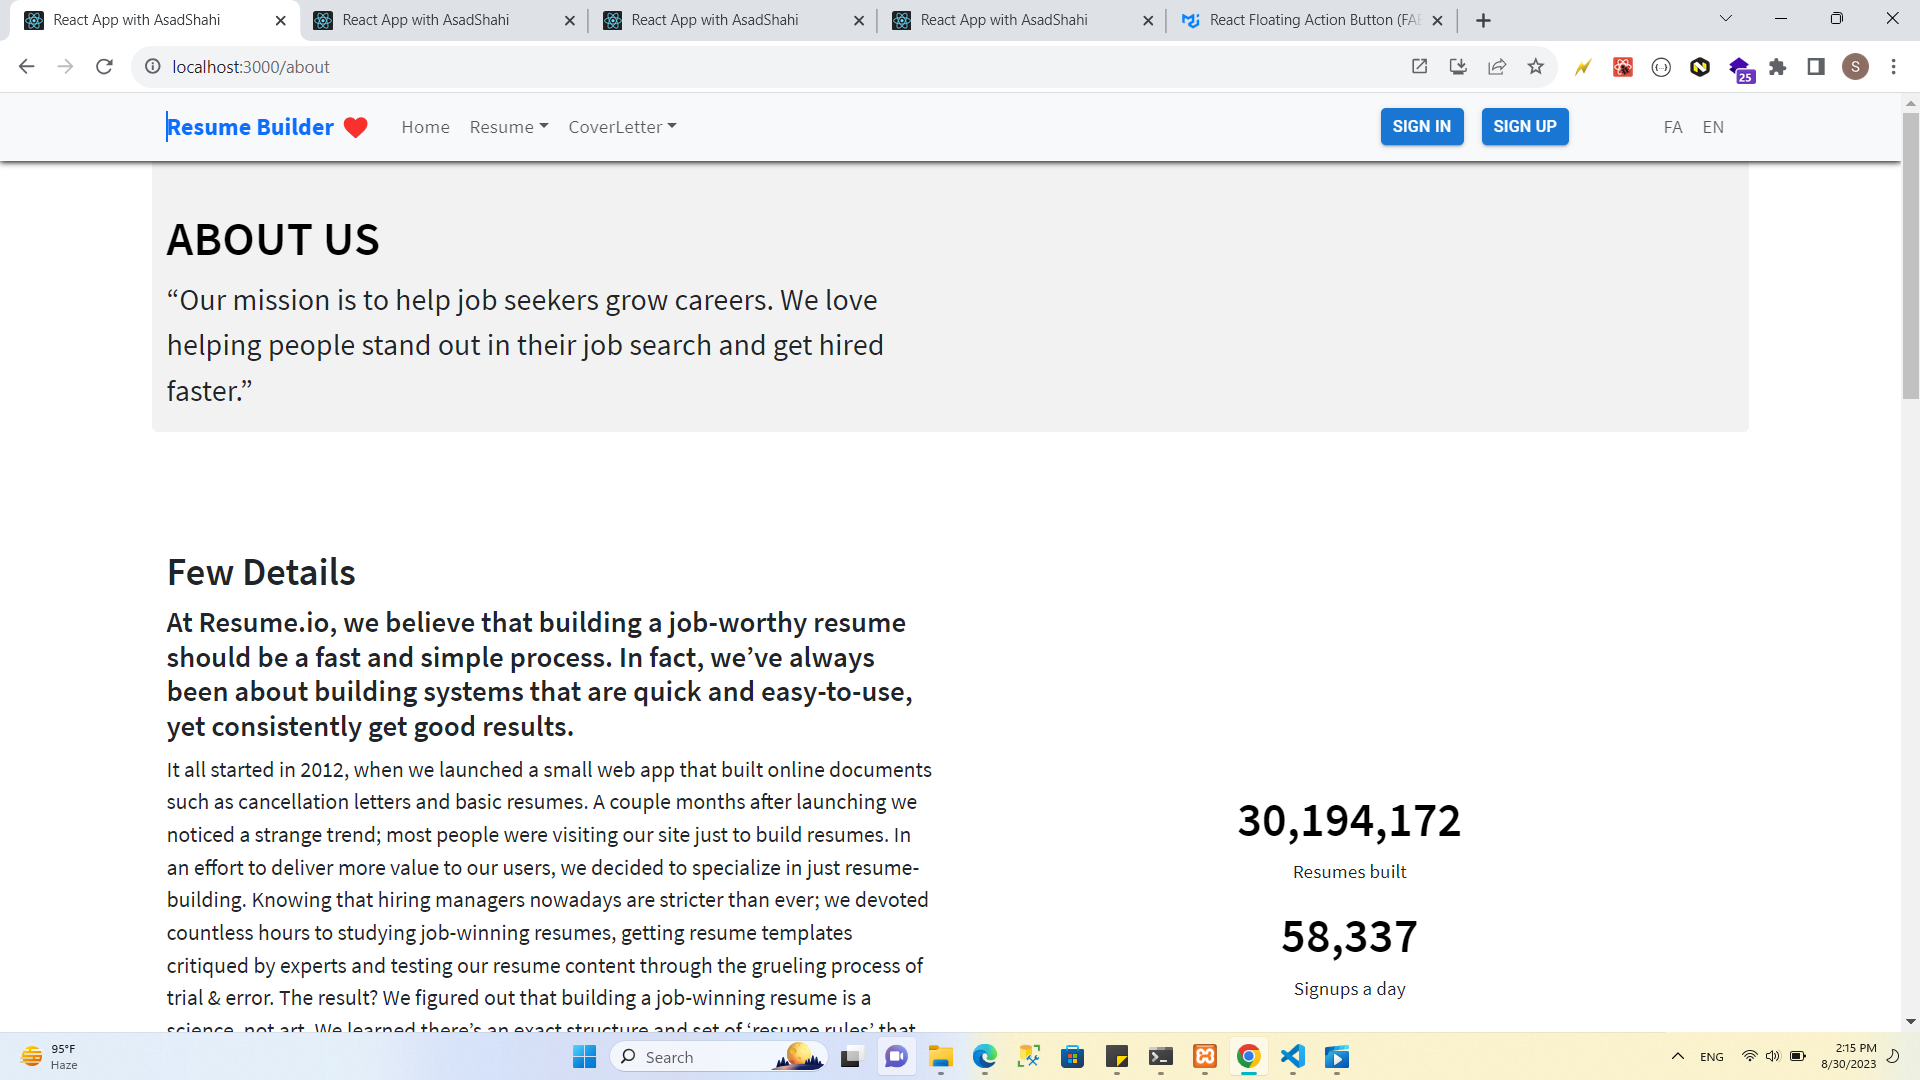 React App with AsadShahi
React App with AsadShahi
React App with AsadShahi
React App with AsadShahi
React Floating Action Button (FAB
localhost:3000/about
25
S
Resume Builder
Home
Resume
CoverLetter
SIGN IN
SIGN UP
FA
EN
ABOUT US
“Our mission is to help job seekers grow careers. We love
helping people stand out in their job search and get hired
faster.”
Few Details
At Resume.io, we believe that building a job-worthy resume
should be a fast and simple process. In fact, we’ve always
been about building systems that are quick and easy-to-use,
yet consistently get good results.
It all started in 2012, when we launched a small web app that built online documents
such as cancellation letters and basic resumes. A couple months after launching we
noticed a strange trend; most people were visiting our site just to build resumes. In
an effort to deliver more value to our users, we decided to specialize in just resume-
building. Knowing that hiring managers nowadays are stricter than ever; we devoted
countless hours to studying job-winning resumes, getting resume templates
critiqued by experts and testing our resume content through the grueling process of
trial & error. The result? We figured out that building a job-winning resume is a
science, not art. We learned there’s an exact structure and set of ‘resume rules’ that
30,194,172
Resumes built
58,337
Signups a day
95°F
Haze
Search
ENG
2:15 PM
8/30/2023